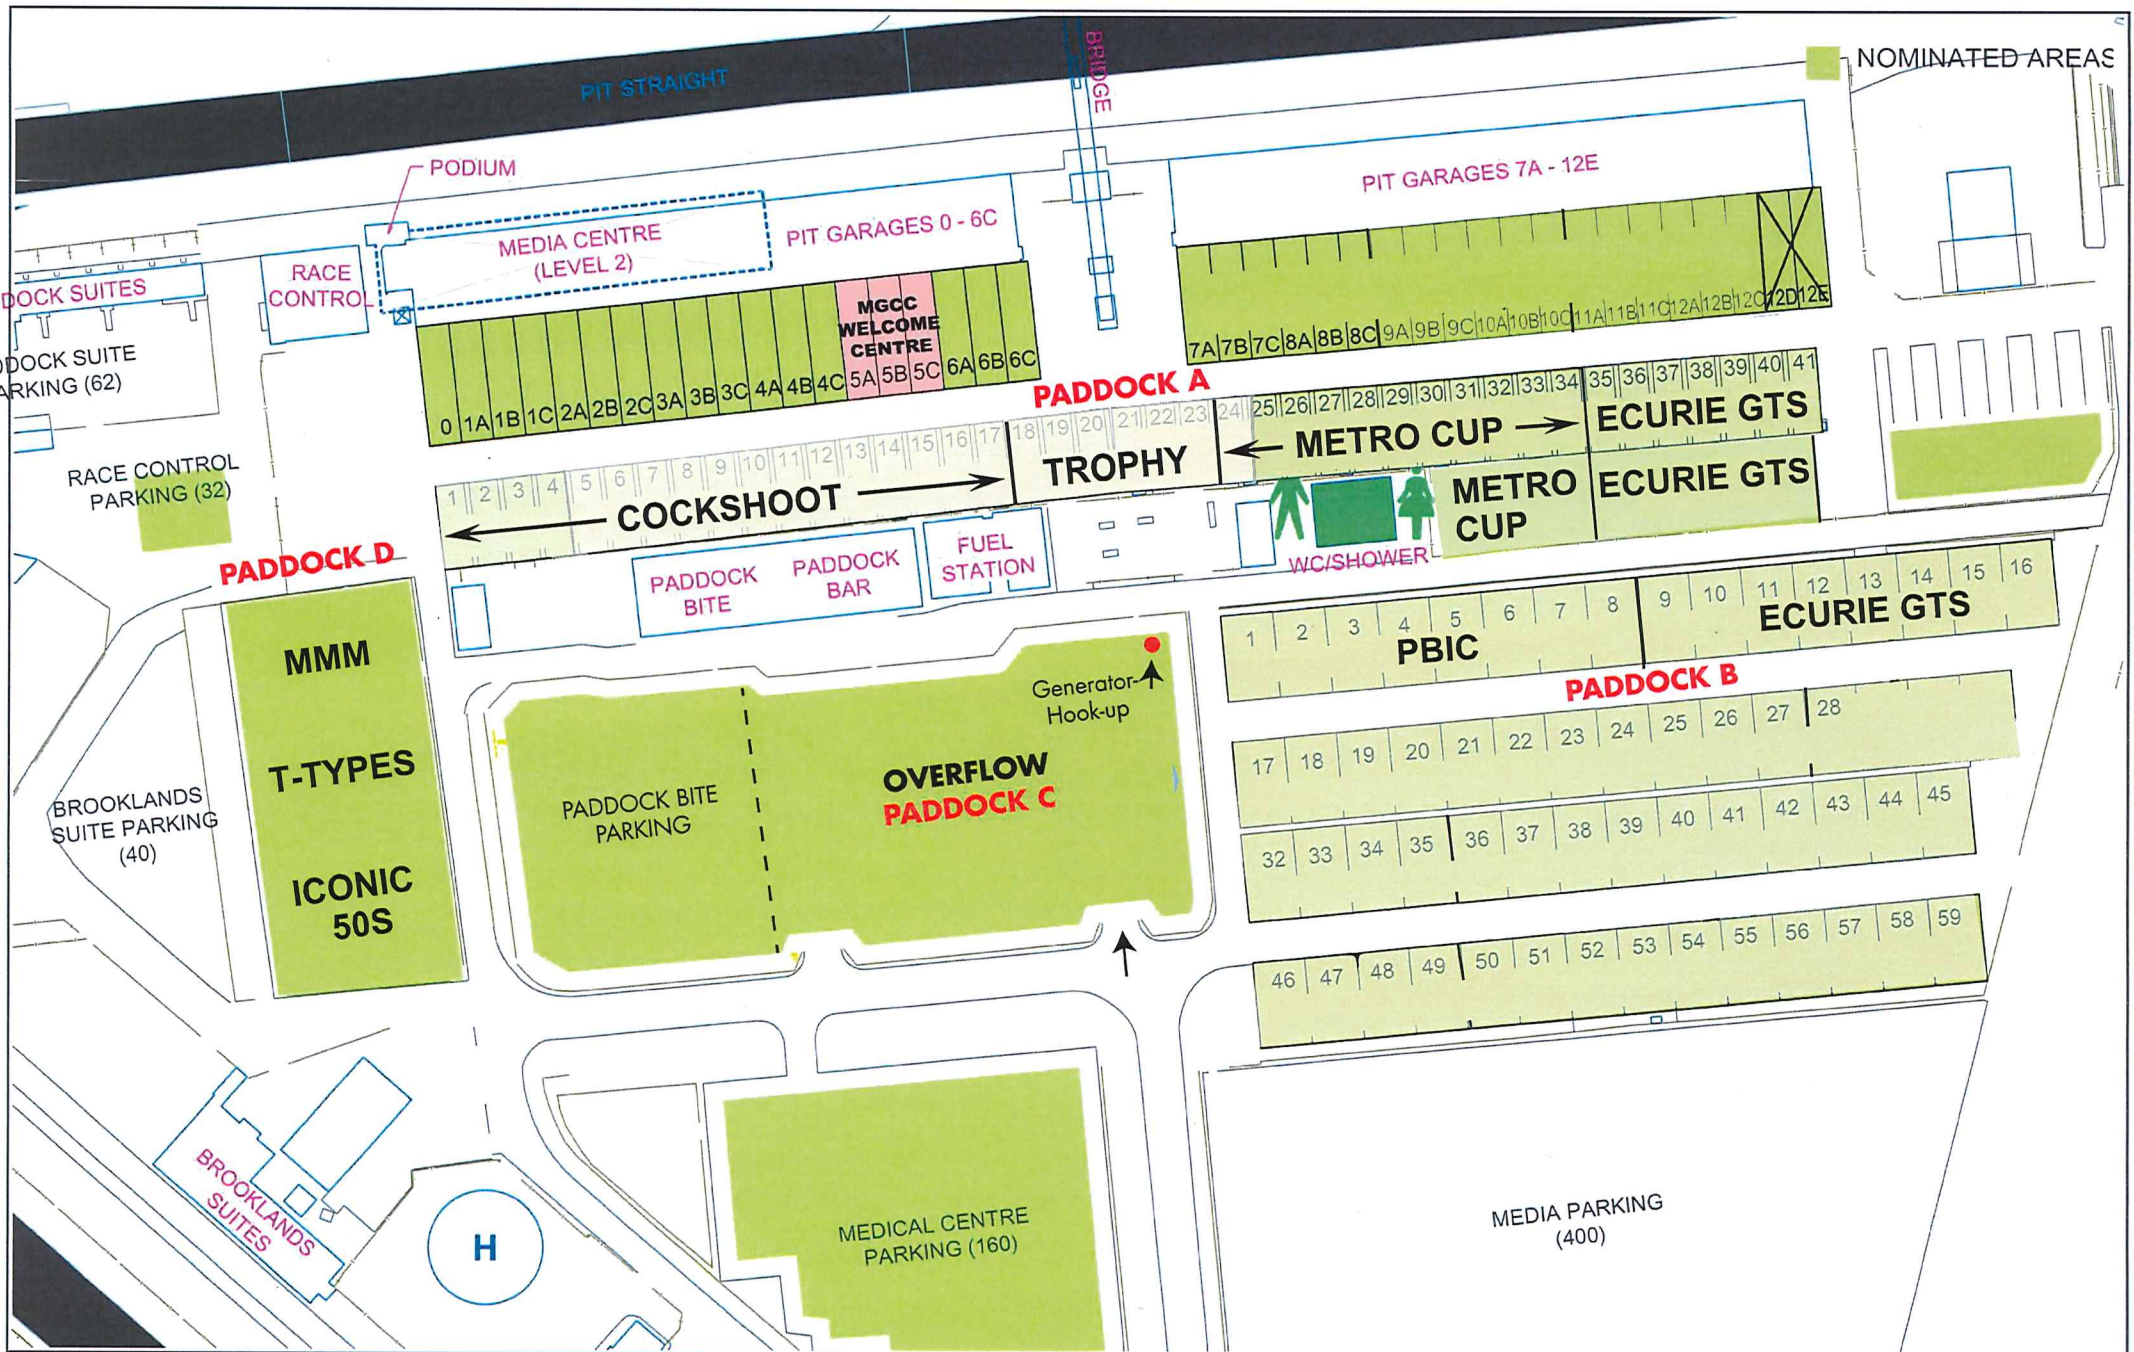 NOMINATED AREAS
PIT STRAIGHT
BRIDGE
PODIUM
PIT GARAGES 7A - 12E
MEDIA CENTRE
(LEVEL 2)
PIT GARAGES 0 - 6C
RACE
CONTROL
DOCK SUITES
DOCK SUITE
ARKING (62)
MGCC
WELCOME
CENTRE
0 1A 1B 1C 2A 2B 2C 3A 3B 3C 4A 4B 4C 5A 5B 5C 6A 6B 6C
7A 7B 7C 8A 8B 8C 9A 9B 9C 10A 10B 10C 11A 11B 11C 12A 12B 12C 12D 12E
PADDOCK A
1 2 3 4 5 6 7 8 9 10 11 12 13 14 15 16 17 18 19 20 21 22 23 24 25 26 27 28 29 30 31 32 33 34 35 36 37 38 39 40 41
COCKSHOOT
TROPHY
METRO CUP
ECURIE GTS
METRO
CUP
ECURIE GTS
RACE CONTROL
PARKING (32)
PADDOCK D
PADDOCK
BITE
PADDOCK
BAR
FUEL
STATION
WC/SHOWER
1 2 3 4 5 6 7 8 9 10 11 12 13 14 15 16
PBIC
ECURIE GTS
PADDOCK B
17 18 19 20 21 22 23 24 25 26 27 28
32 33 34 35 36 37 38 39 40 41 42 43 44 45
46 47 48 49 50 51 52 53 54 55 56 57 58 59
MMM
T-TYPES
ICONIC
50S
BROOKLANDS
SUITE PARKING
(40)
Generator
Hook-up
PADDOCK BITE
PARKING
OVERFLOW
PADDOCK C
BROOKLANDS
SUITES
H
MEDICAL CENTRE
PARKING (160)
MEDIA PARKING
(400)